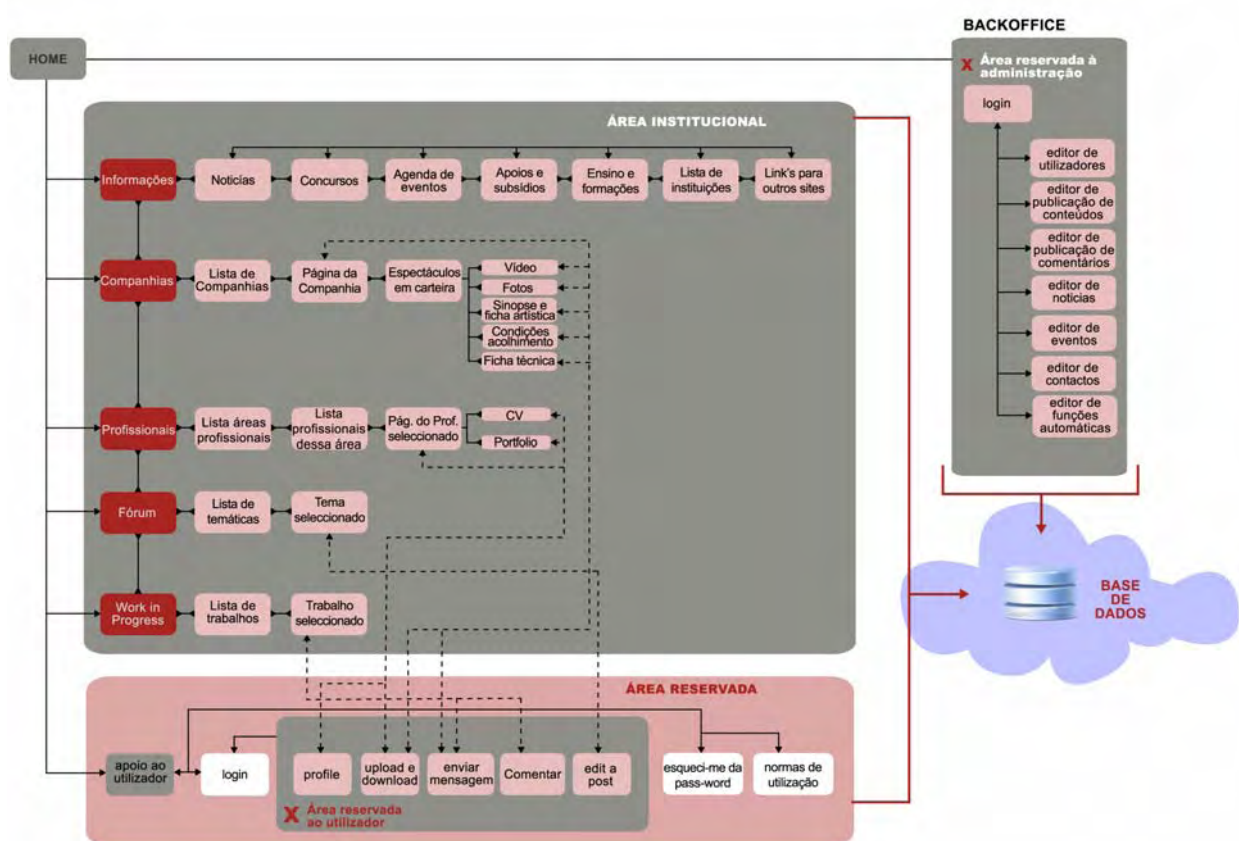 BACKOFFICE
HOME
X Área reservada à
administração
login
editor de
utilizadores
editor de
publicação de
conteúdos
editor de
publicação de
comentários
editor de
noticias
editor de
eventos
editor de
contactos
editor de
funções
automáticas
ÁREA INSTITUCIONAL
Informações
Noticías
Concursos
Agenda de
eventos
Apoios e
subsídios
Ensino e
formações
Lista de
instituições
Link's para
outros sites
Companhias
Lista de
Companhias
Página da
Companhia
Espectáculos
em carteira
Vídeo
Fotos
Sinopse e
ficha artística
Condições
acolhimento
Ficha técnica
Profissionais
Lista áreas
profissionais
Lista
profissionais
dessa área
Pág. do Prof.
seleccionado
CV
Portfolio
Fórum
Lista de
temáticas
Tema
seleccionado
Work in
Progress
Lista de
trabalhos
Trabalho
seleccionado
BASE
DE
DADOS
ÁREA RESERVADA
apoio ao
utilizador
login
profile
upload e
download
enviar
mensagem
Comentar
edit a
post
esqueci-me da
pass-word
normas de
utilização
X Área reservada
ao utilizador